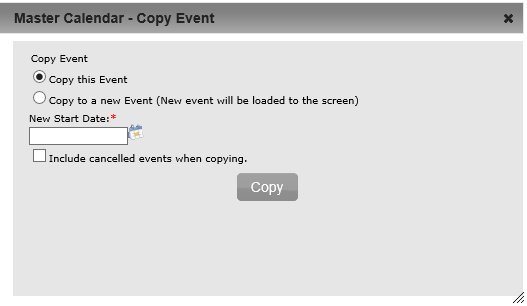 Master Calendar - Copy Event
Copy Event
Copy this Event
Copy to a new Event (New event will be loaded to the screen)
New Start Date:*
Include cancelled events when copying.
Copy